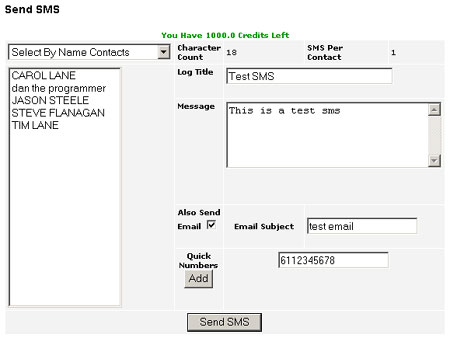 Send SMS
You Have 1000.0 Credits Left
Select By Name Contacts
Character Count 18 SMS Per Contact 1
CAROL LANE
dan the programmer
JASON STEELE
STEVE FLANAGAN
TIM LANE
Log Title Test SMS
Message This is a test sms
Also Send Email Email Subject test email
Quick Numbers 6112345678
Add
Send SMS